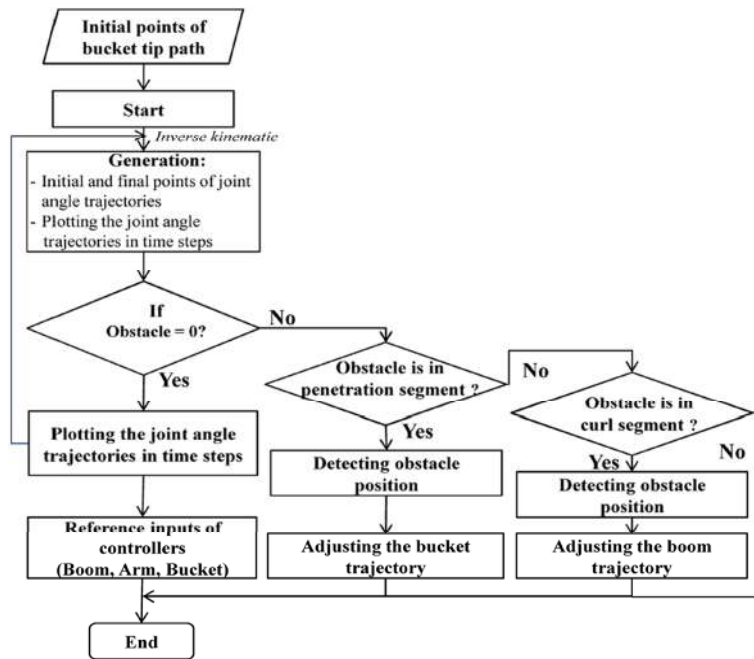 Initial points of
bucket tip path
Start
Inverse kinematic
Generation:
- Initial and final points of joint
angle trajectories
- Plotting the joint angle
trajectories in time steps
If
Obstacle = 0?
No
Yes
Obstacle is in
penetration segment ?
No
Yes
Obstacle is in
curl segment ?
No
Yes
Plotting the joint angle
trajectories in time steps
Detecting obstacle
position
Detecting obstacle
position
Reference inputs of
controllers
(Boom, Arm, Bucket)
Adjusting the bucket
trajectory
Adjusting the boom
trajectory
End